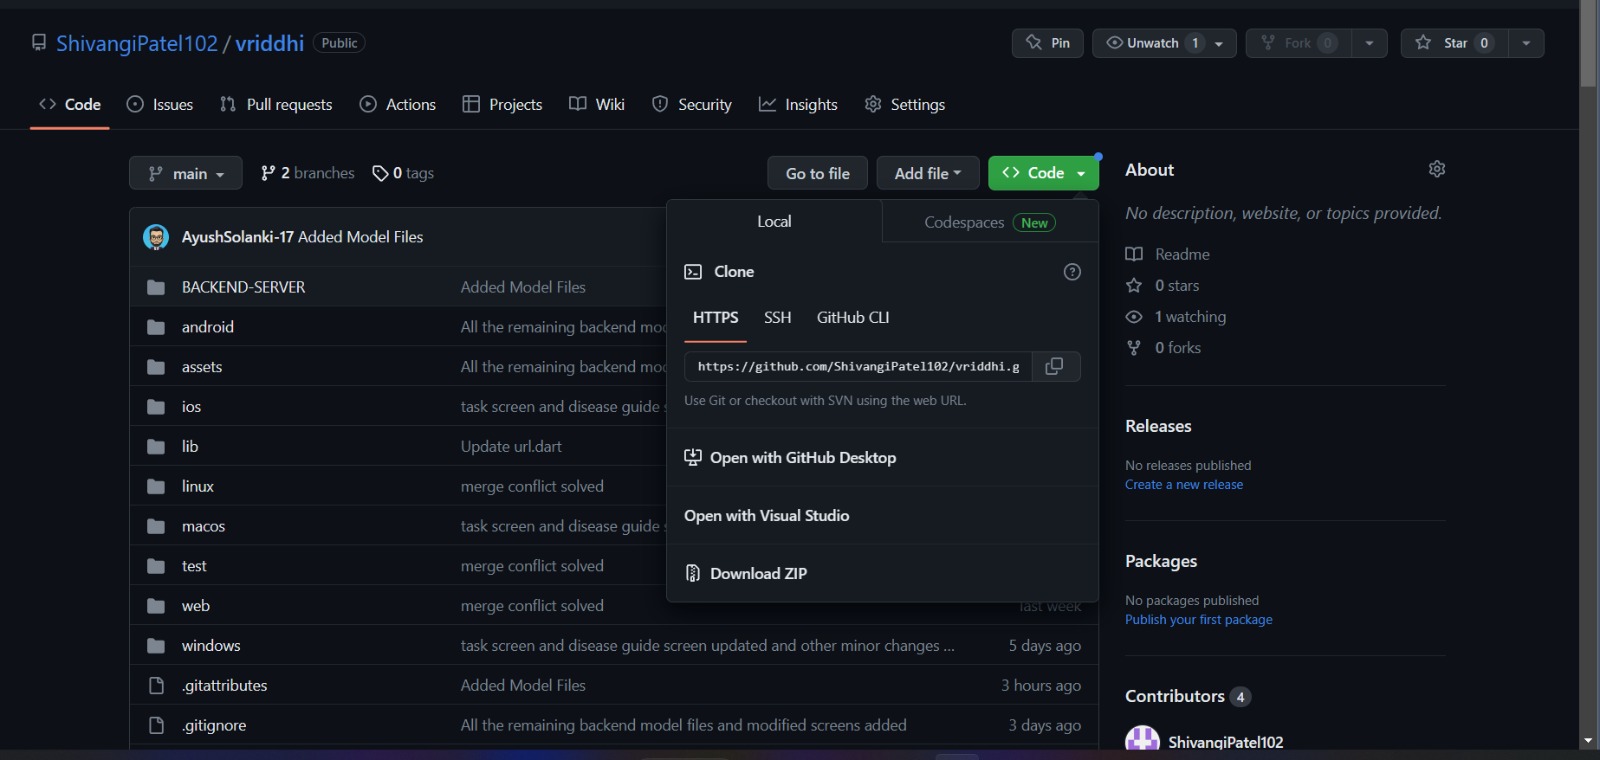 ShivangiPatel102 / vriddhi Public
Pin
Unwatch 1
Fork 0
Star 0
Code
Issues
Pull requests
Actions
Projects
Wiki
Security
Insights
Settings
main
2 branches
0 tags
Go to file
Add file
Code
AyushSolanki-17 Added Model Files
BACKEND-SERVER Added Model Files
android All the remaining backend mod
assets All the remaining backend mod
ios task screen and disease guide s
lib Update url.dart
linux merge conflict solved
macos task screen and disease guide s
test merge conflict solved
web merge conflict solved last week
windows task screen and disease guide screen updated and other minor changes ... 5 days ago
.gitattributes Added Model Files 3 hours ago
.gitignore All the remaining backend model files and modified screens added 3 days ago
Local
Codespaces New
Clone
HTTPS SSH GitHub CLI
https://github.com/ShivangiPatel102/vriddhi.g
Use Git or checkout with SVN using the web URL.
Open with GitHub Desktop
Open with Visual Studio
Download ZIP
About
No description, website, or topics provided.
Readme
0 stars
1 watching
0 forks
Releases
No releases published
Create a new release
Packages
No packages published
Publish your first package
Contributors 4
ShivangiPatel102